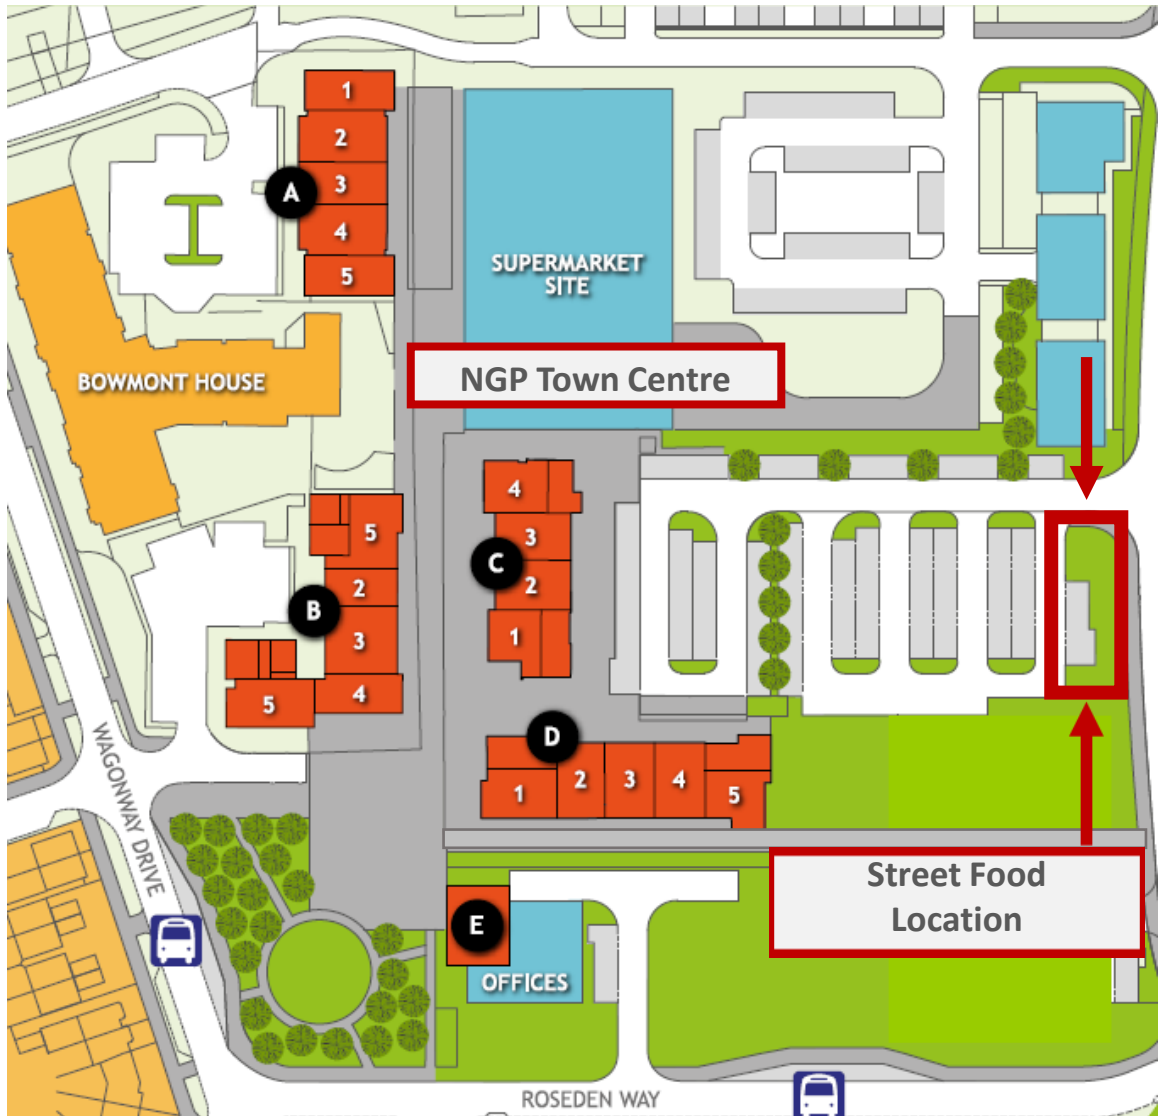 1
2
3
A
4
5
SUPERMARKET
SITE
NGP Town Centre
BOWMONT HOUSE
4
5
3
C
2
2
B
3
1
4
5
D
WAGONWAY DRIVE
1
2
3
4
5
Street Food
Location
E
OFFICES
ROSEDEN WAY